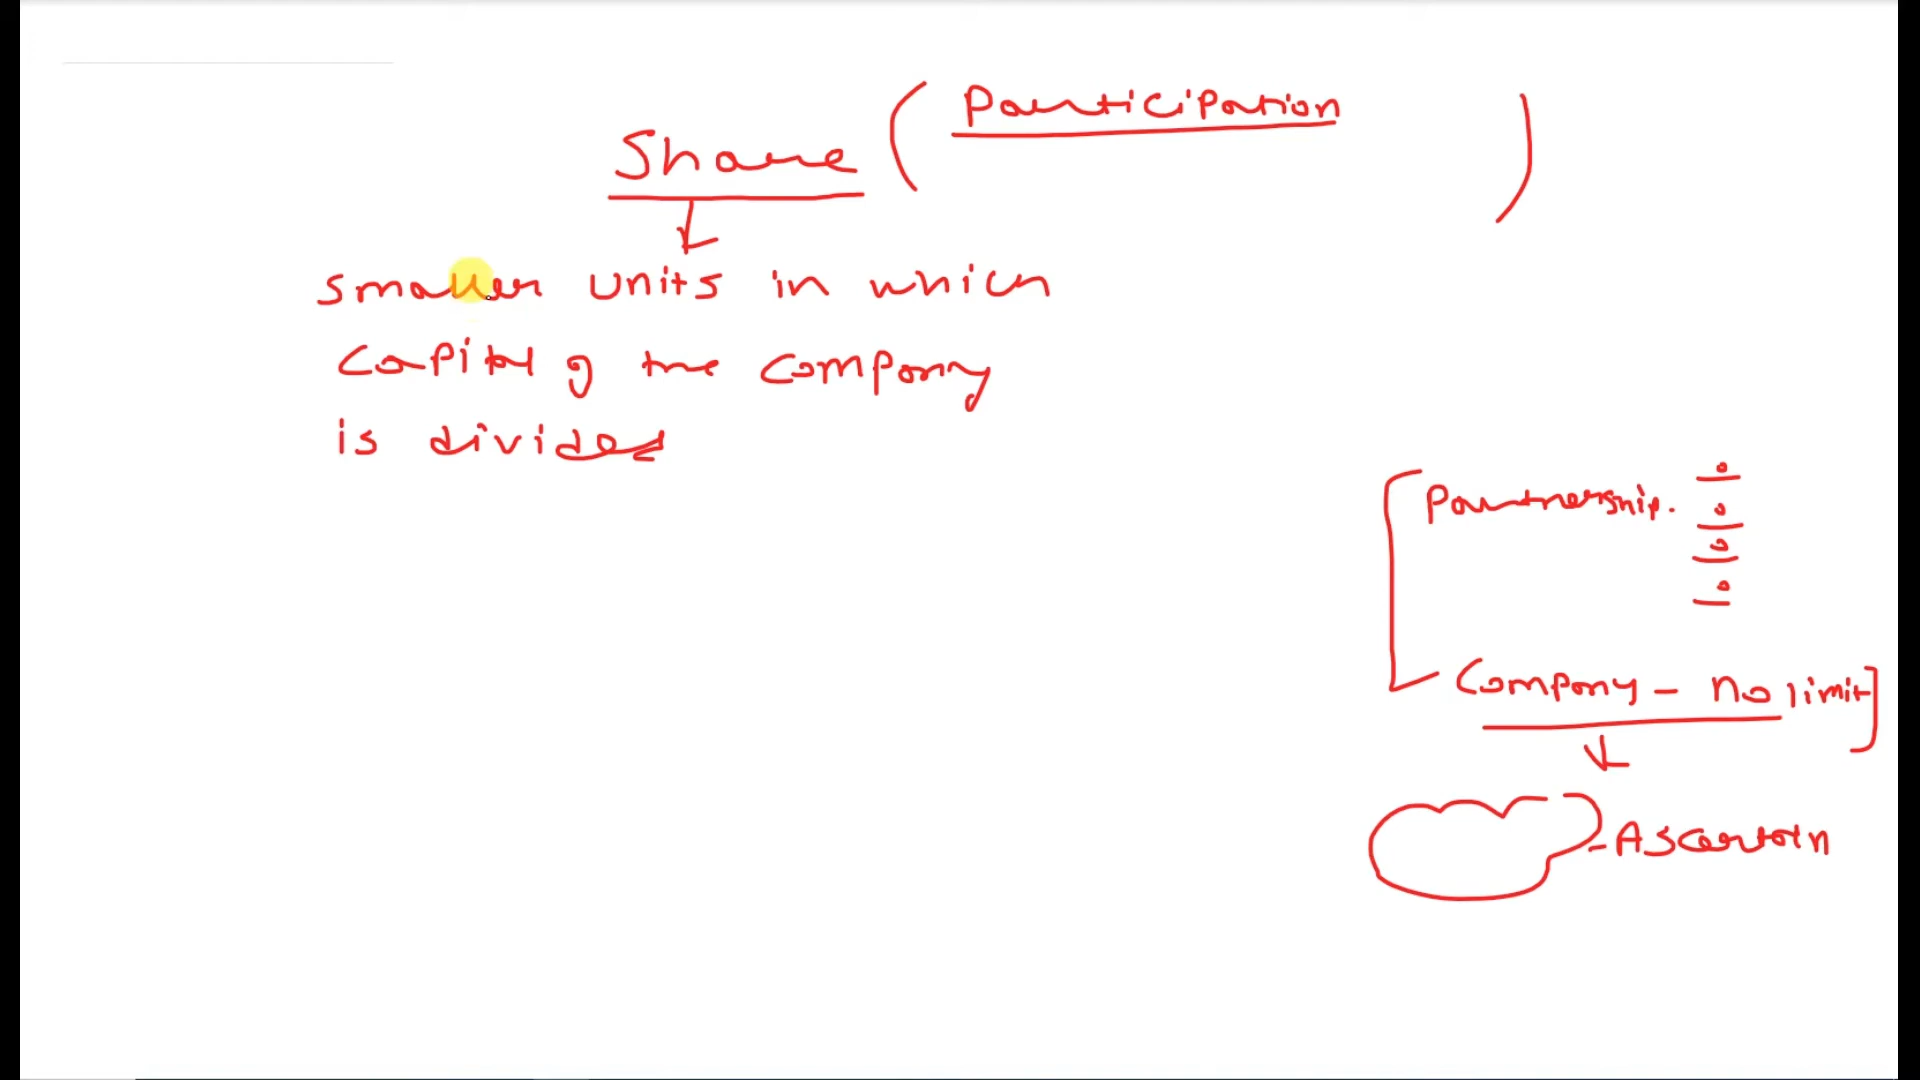 Share ( Participation )
smaller units in which
capital of the company
is divided
Partnership.
Company - no limit]
- Ascertain